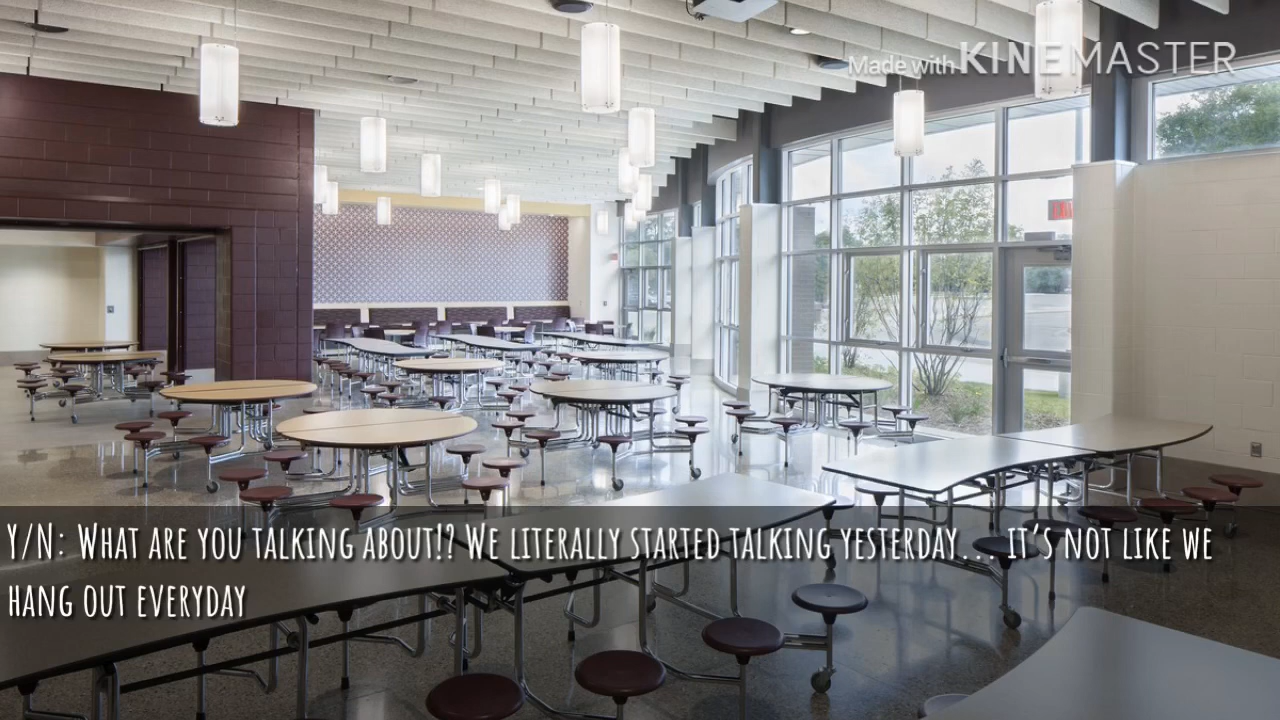 Made with KINEMASTER
Y/N: What are you talking about!? We literally started talking yesterday... it's not like we
hang out everyday